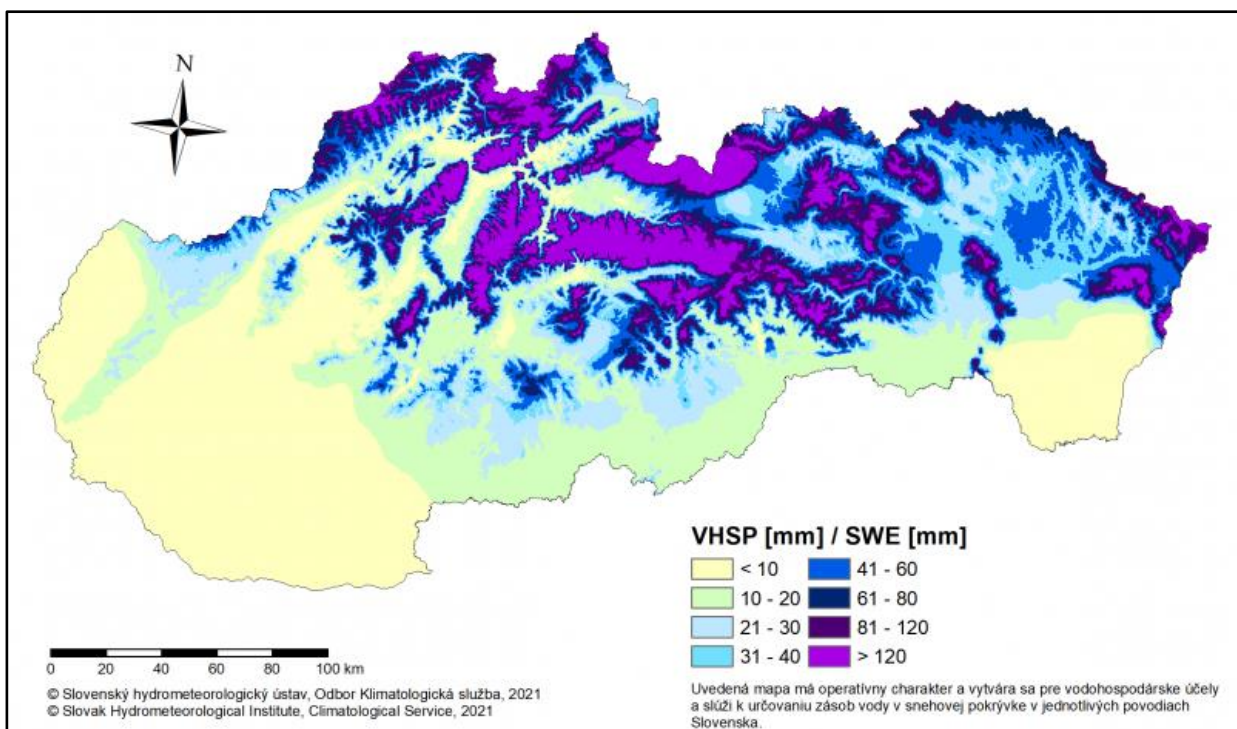 N
VHSP [mm] / SWE [mm]
< 10
10 - 20
21 - 30
31 - 40
41 - 60
61 - 80
81 - 120
> 120
0 20 40 60 80 100 km
© Slovenský hydrometeorologický ústav, Odbor Klimatologická služba, 2021
© Slovak Hydrometeorological Institute, Climatological Service, 2021
Uvedená mapa má operatívny charakter a vytvára sa pre vodohospodárske účely
a slúži k určovaniu zásob vody v snehovej pokrývke v jednotlivých povodiach
Slovenska.